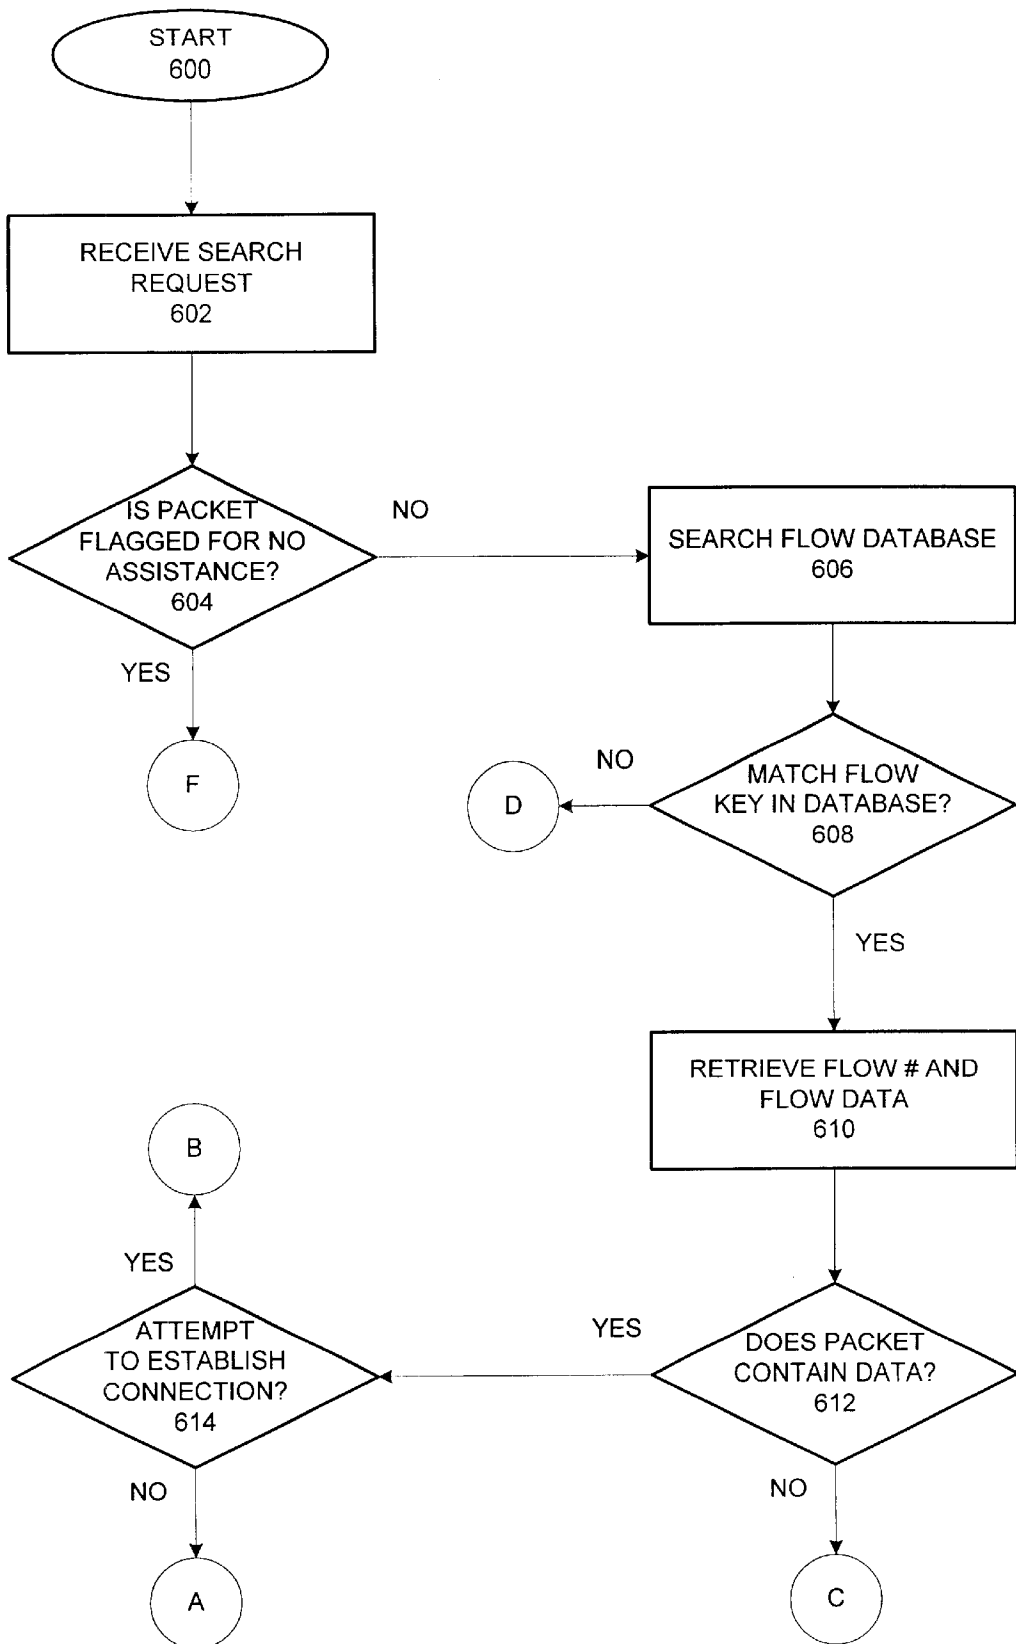 START
600
RECEIVE SEARCH
REQUEST
602
IS PACKET
FLAGGED FOR NO
ASSISTANCE?
604
NO
YES
F
SEARCH FLOW DATABASE
606
MATCH FLOW
KEY IN DATABASE?
608
NO
D
YES
RETRIEVE FLOW # AND
FLOW DATA
610
DOES PACKET
CONTAIN DATA?
612
YES
NO
C
ATTEMPT
TO ESTABLISH
CONNECTION?
614
YES
B
NO
A